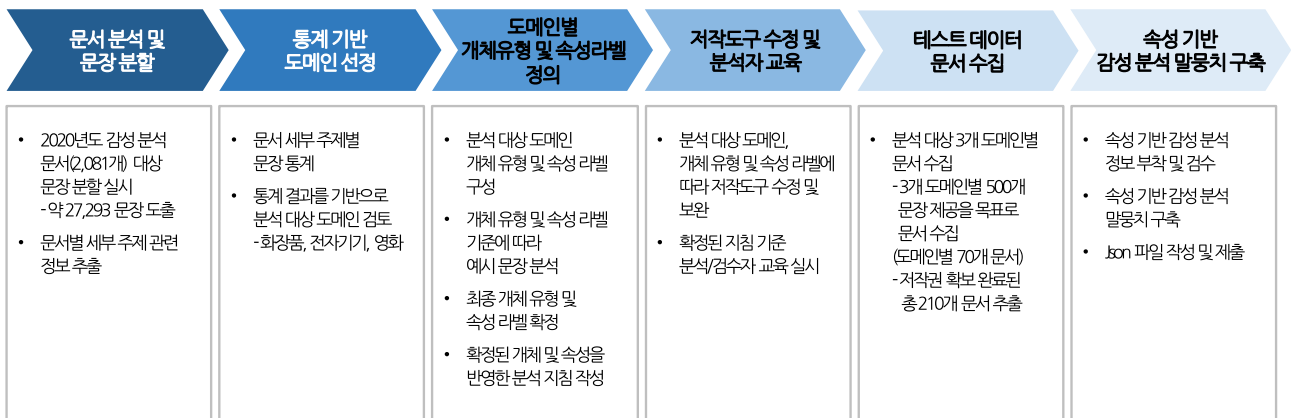 문서 분석 및
문장 분할
통계 기반
도메인 선정
도메인별
개체유형 및 속성라벨
정의
저작도구 수정 및
분석자 교육
테스트 데이터
문서 수집
속성 기반
감성 분석 말뭉치 구축
• 2020년도 감성 분석
문서(2,081개) 대상
문장 분할 실시
- 약 27,293 문장 도출
• 문서별 세부 주제 관련
정보 추출
• 문서 세부 주제별
문장 통계
• 통계 결과를 기반으로
분석 대상 도메인 검토
- 화장품, 전자기기, 영화
• 분석 대상 도메인
개체 유형 및 속성 라벨
구성
• 개체 유형 및 속성 라벨
기준에 따라
예시 문장 분석
• 최종 개체 유형 및
속성 라벨 확정
• 확정된 개체 및 속성을
반영한 분석 지침 작성
• 분석 대상 도메인,
개체 유형 및 속성 라벨에
따라 저작도구 수정 및
보완
• 확정된 지침 기준
분석/검수자 교육 실시
• 분석 대상 3개 도메인별
문서 수집
- 3개 도메인별 500개
문장 제공을 목표로
문서 수집
(도메인별 70개 문서)
- 저작권 확보 완료된
총 210개 문서 추출
• 속성 기반 감성 분석
정보 부착 및 검수
• 속성 기반 감성 분석
말뭉치 구축
• Json 파일 작성 및 제출